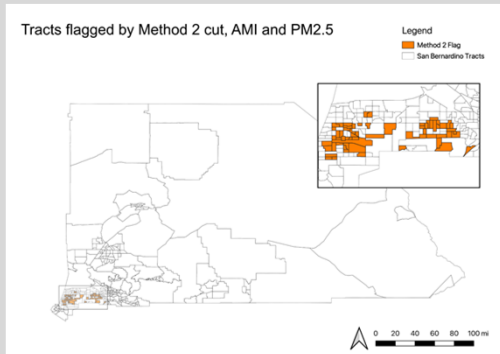 Tracts flagged by Method 2 cut, AMI and PM2.5
Legend
Method 2 Flag
San Bernardino Tracts
0 20 40 60 80 100 mi